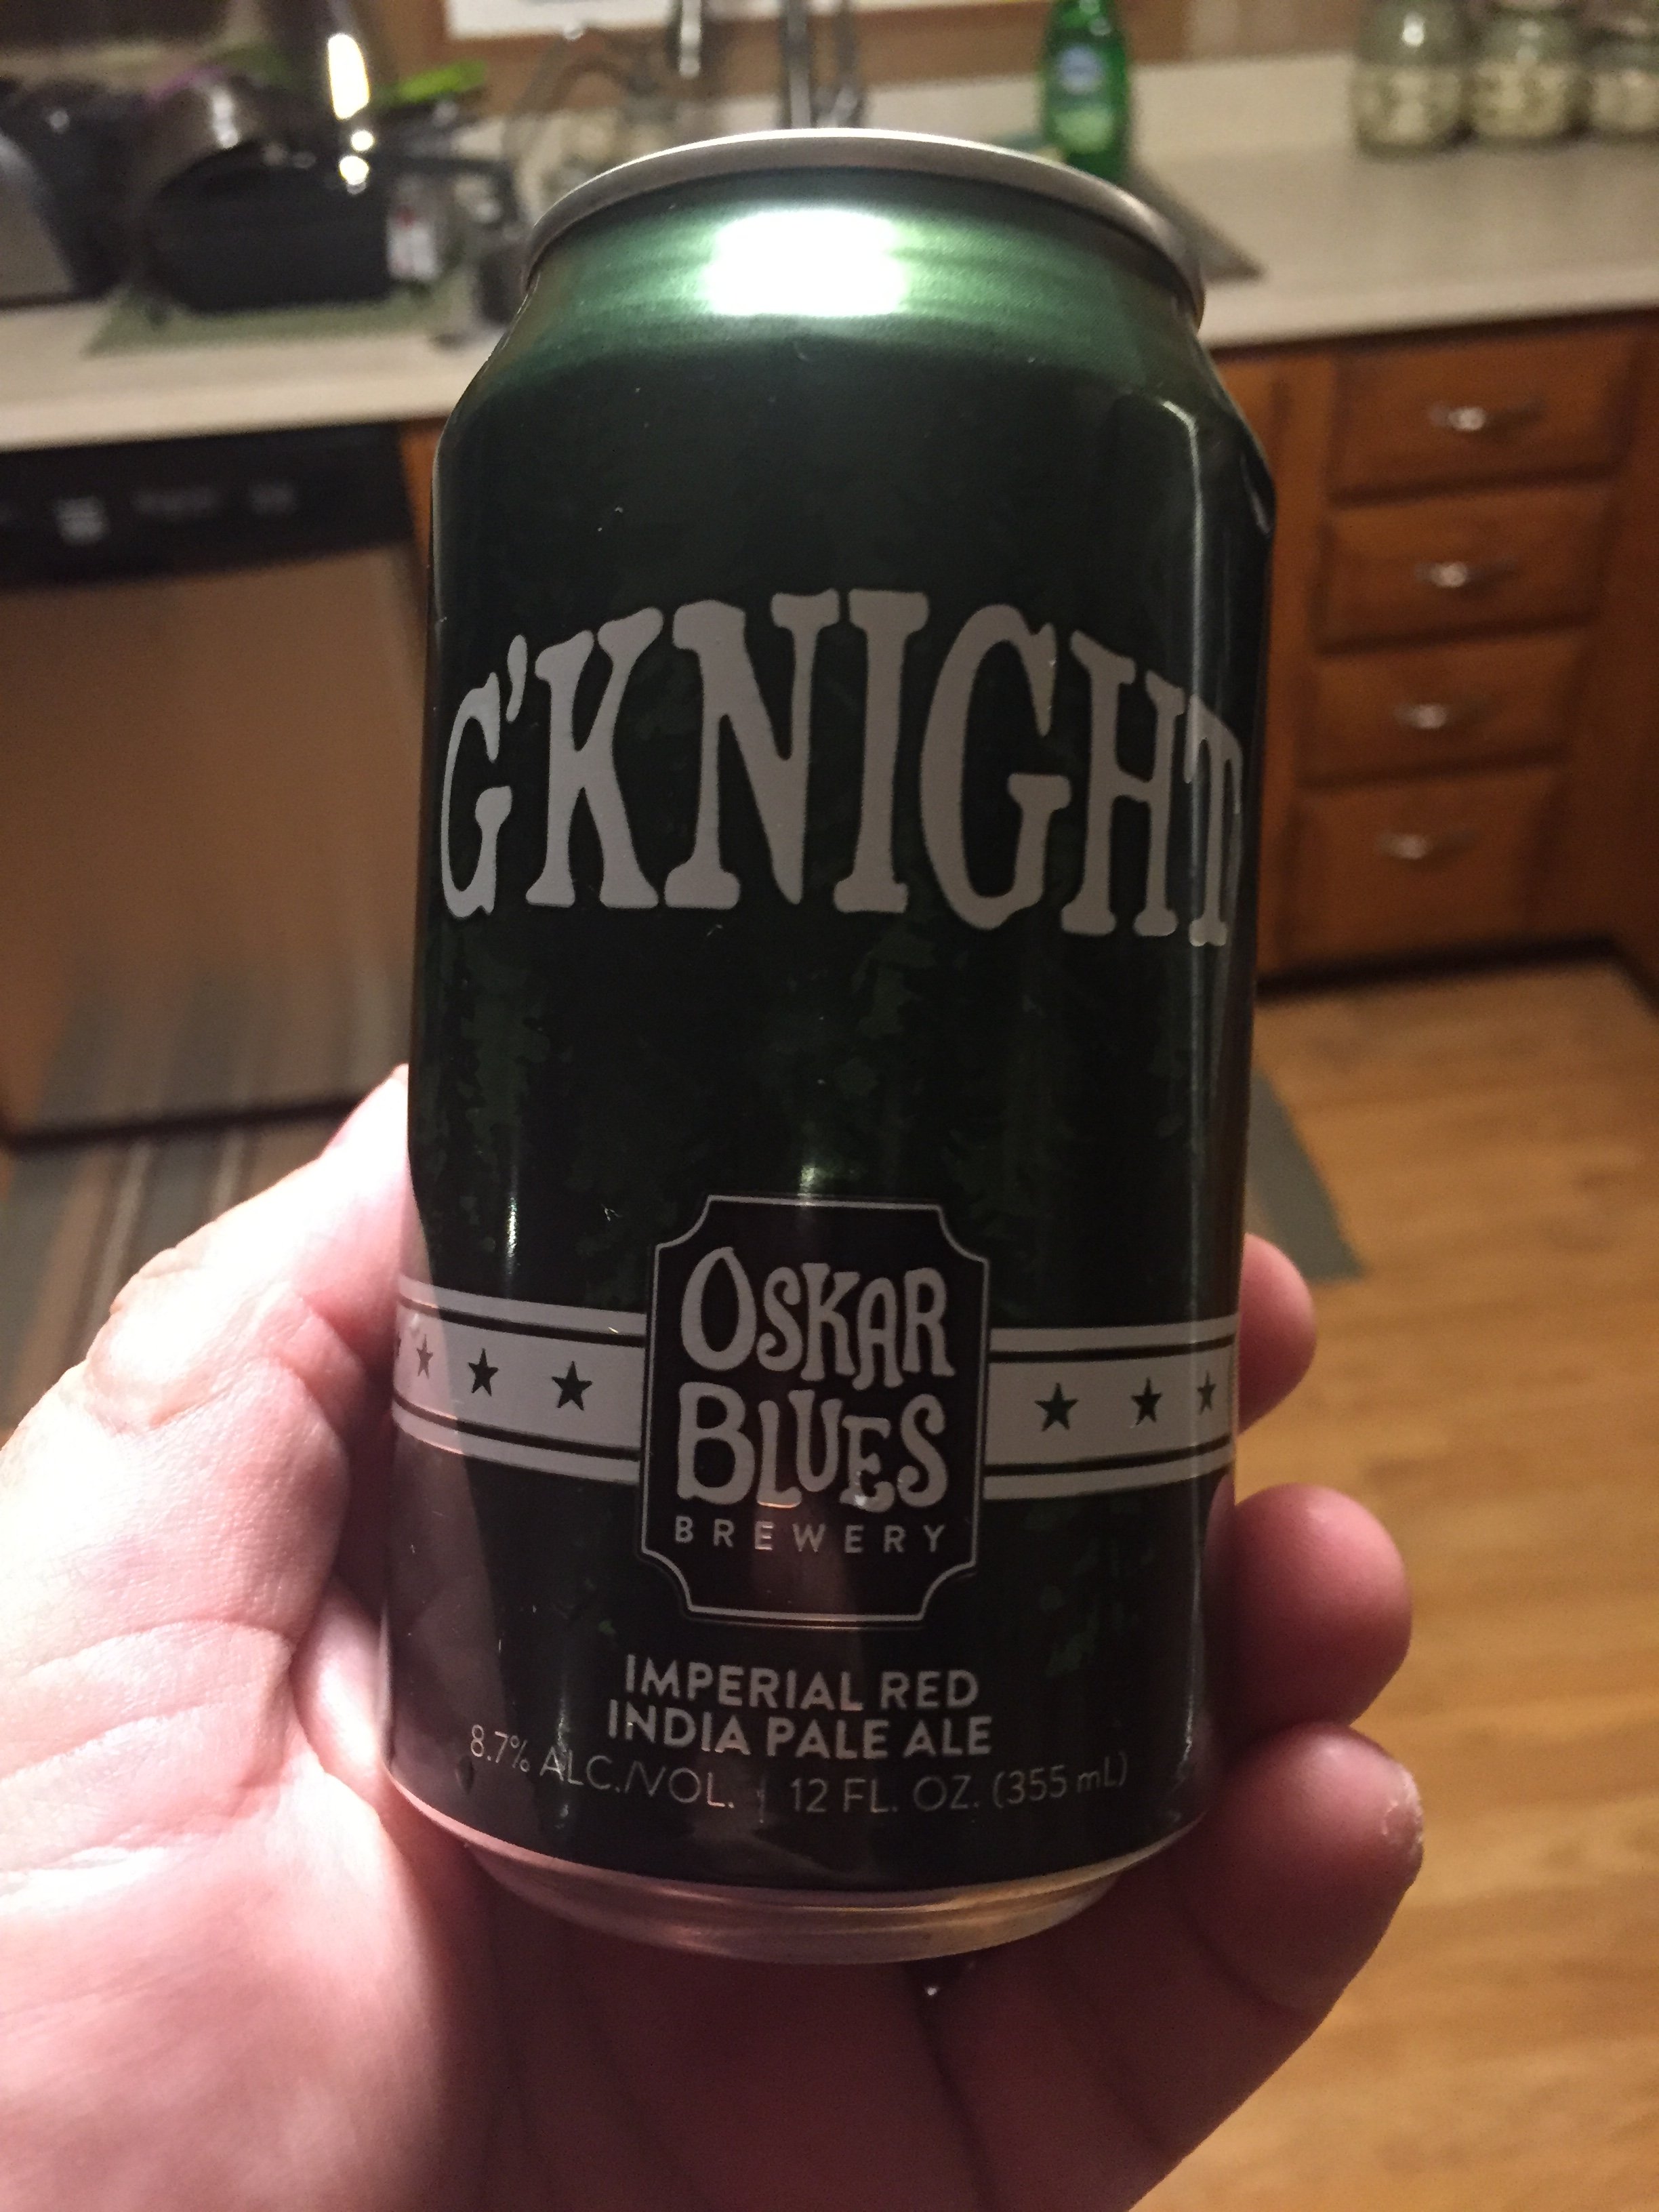 G'KNIGHT
OSKAR
BLUES
BREWERY
IMPERIAL RED
INDIA PALE ALE
8.7% ALC./VOL. | 12 FL. OZ. (355 mL)